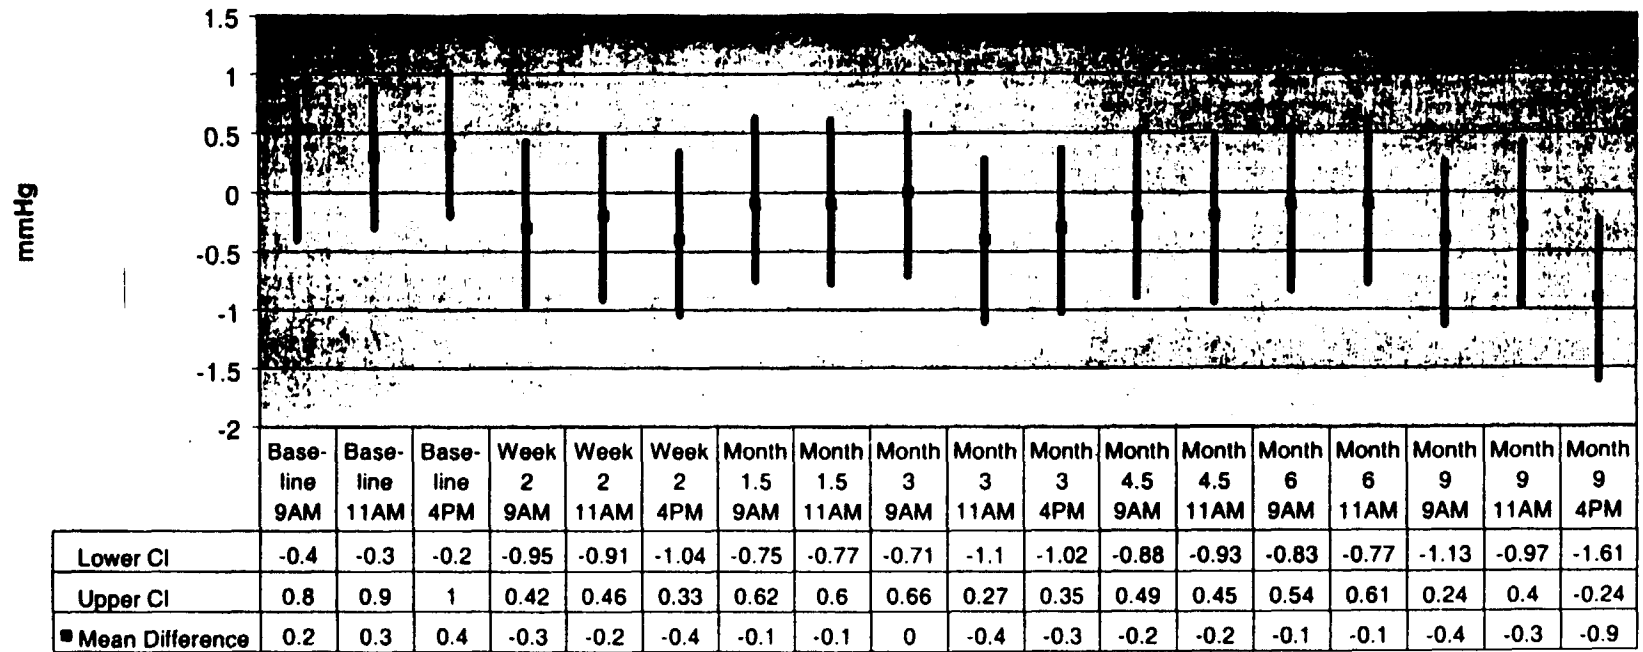 mmHg
1.5
1
0.5
0
-0.5
-1
-1.5
-2
Base- Base- Base- Week Week Week Month Month Month Month Month Month Month Month Month Month Month Month
line line line 2 2 2 1.5 1.5 3 3 3 4.5 4.5 6 6 9 9 9
9AM 11AM 4PM 9AM 11AM 4PM 9AM 11AM 9AM 11AM 4PM 9AM 11AM 9AM 11AM 9AM 11AM 4PM
Lower CI -0.4 -0.3 -0.2 -0.95 -0.91 -1.04 -0.75 -0.77 -0.71 -1.1 -1.02 -0.88 -0.93 -0.83 -0.77 -1.13 -0.97 -1.61
Upper CI 0.8 0.9 1 0.42 0.46 0.33 0.62 0.6 0.66 0.27 0.35 0.49 0.45 0.54 0.61 0.24 0.4 -0.24
Mean Difference 0.2 0.3 0.4 -0.3 -0.2 -0.4 -0.1 -0.1 0 -0.4 -0.3 -0.2 -0.2 -0.1 -0.1 -0.4 -0.3 -0.9